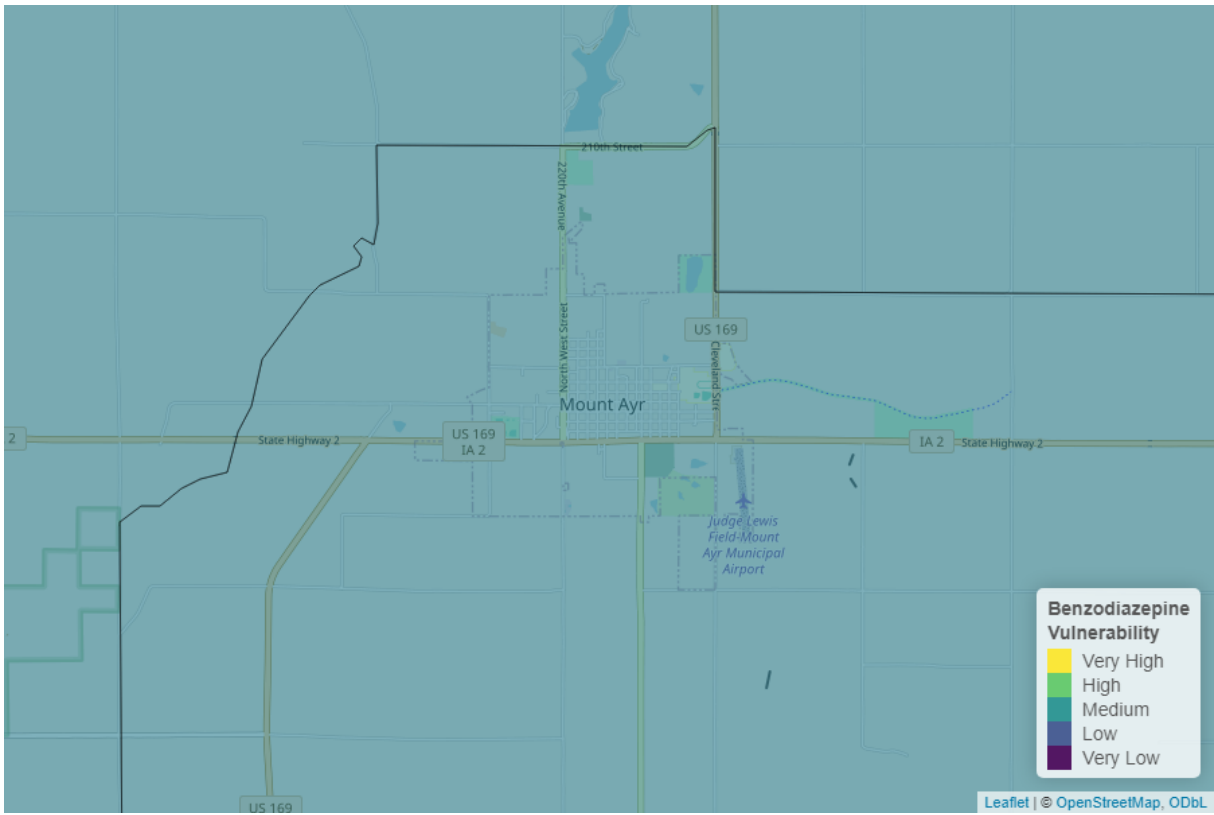 210th Street
220th Avenue
US 169
North West Street
Cleveland Stre
Mount Ayr
2
State Highway 2
US 169
IA 2
IA 2
State Highway 2
Judge Lewis
Field-Mount
Ayr Municipal
Airport
Benzodiazepine
Vulnerability
Very High
High
Medium
Low
Very Low
US 169
Leaflet | © OpenStreetMap, ODbL